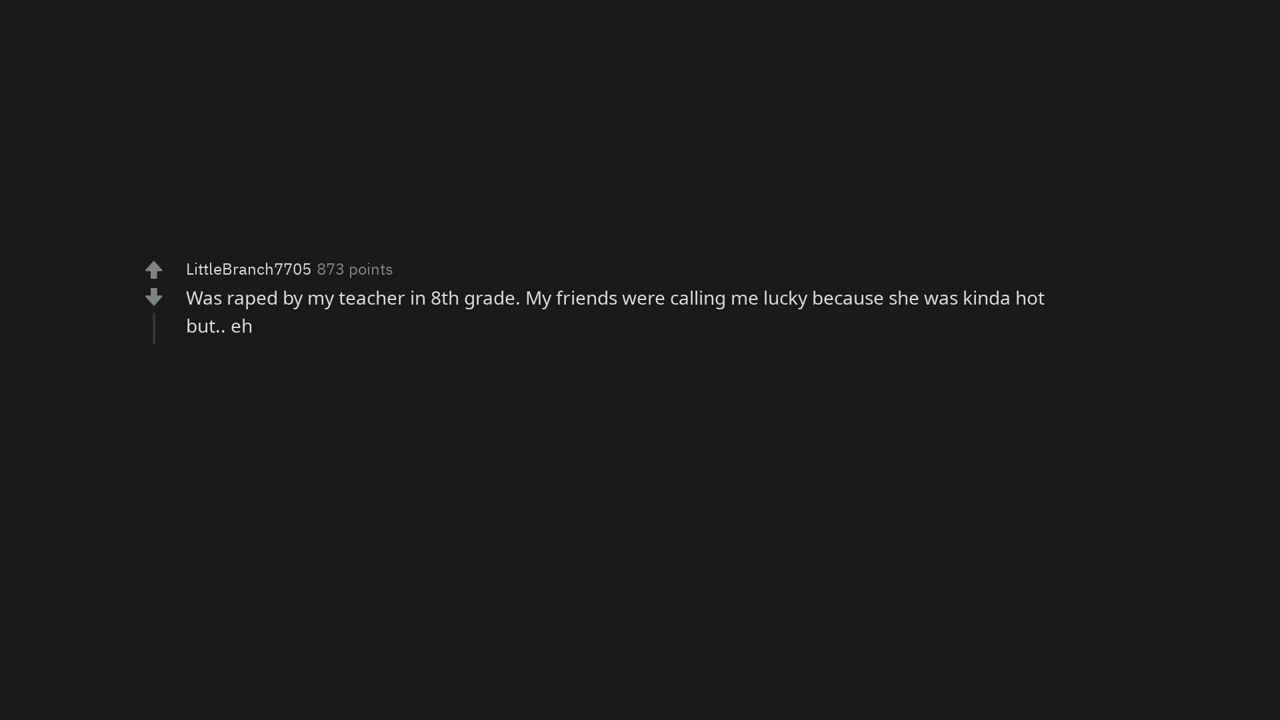 LittleBranch7705 873 points
Was raped by my teacher in 8th grade. My friends were calling me lucky because she was kinda hot
but.. eh